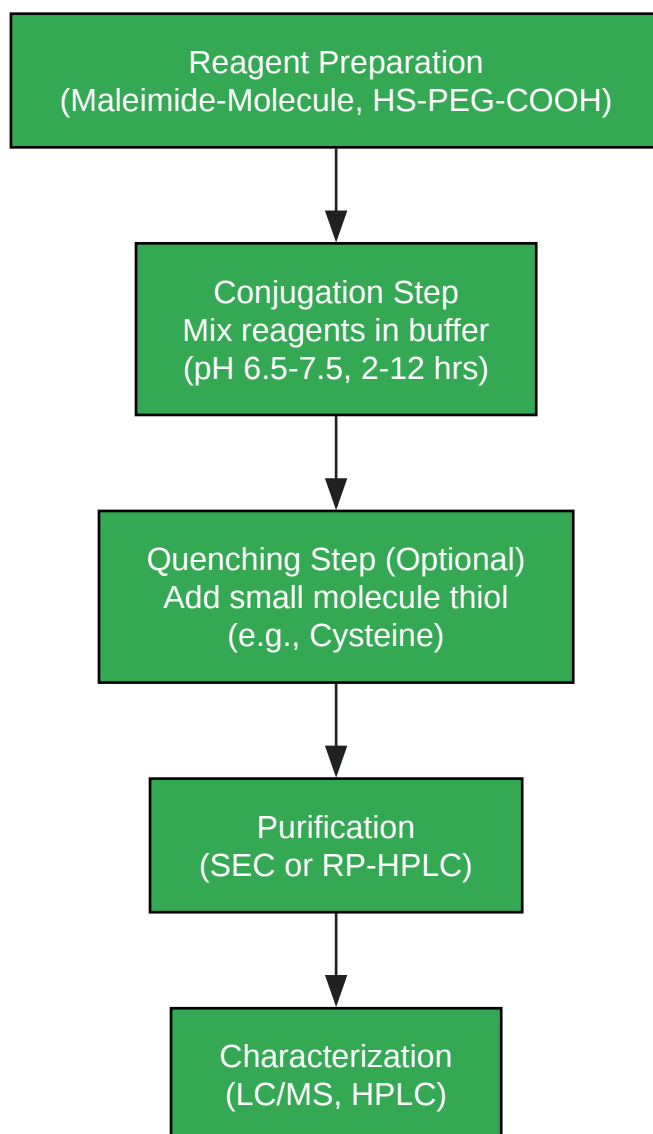 Reagent Preparation
(Maleimide-Molecule, HS-PEG-COOH)
Conjugation Step
Mix reagents in buffer
(pH 6.5-7.5, 2-12 hrs)
Quenching Step (Optional)
Add small molecule thiol
(e.g., Cysteine)
Purification
(SEC or RP-HPLC)
Characterization
(LC/MS, HPLC)